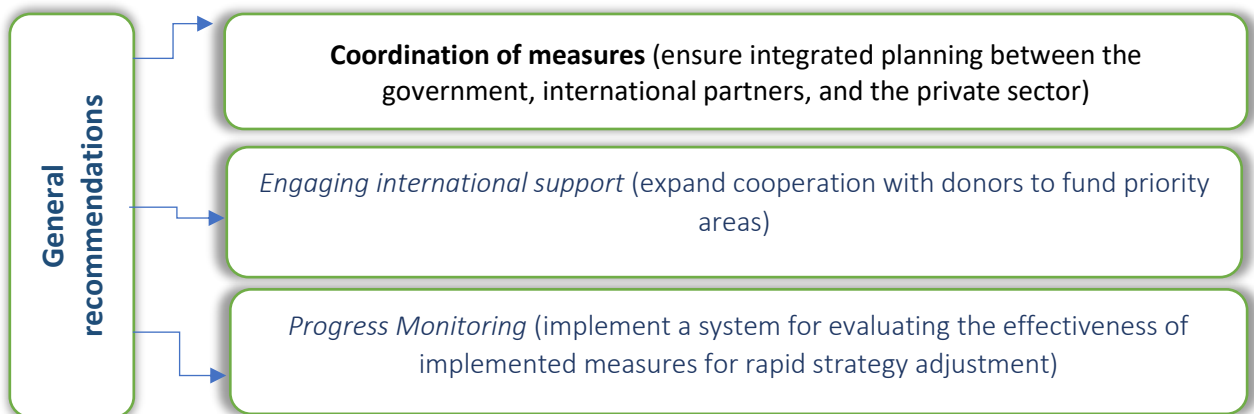 General
recommendations
Coordination of measures (ensure integrated planning between the
government, international partners, and the private sector)
Engaging international support (expand cooperation with donors to fund priority
areas)
Progress Monitoring (implement a system for evaluating the effectiveness of
implemented measures for rapid strategy adjustment)